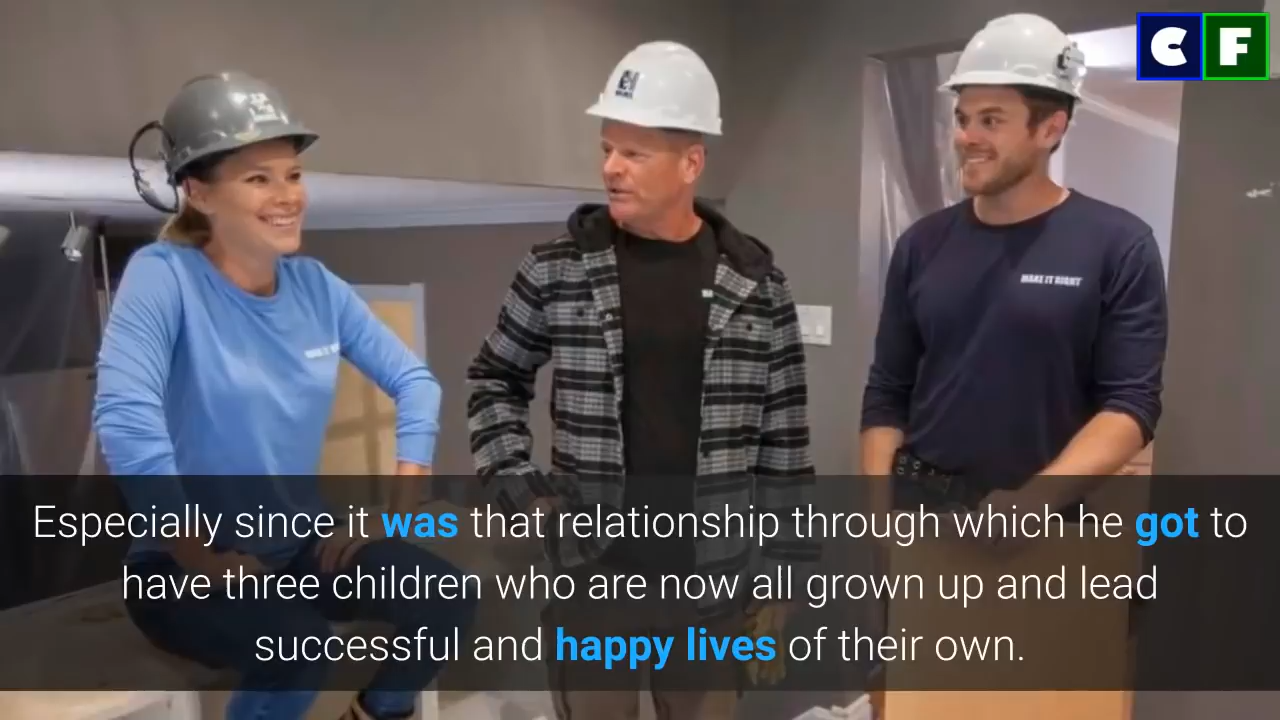 CF
MAKE IT RIGHT
Especially since it was that relationship through which he got to
have three children who are now all grown up and lead
successful and happy lives of their own.